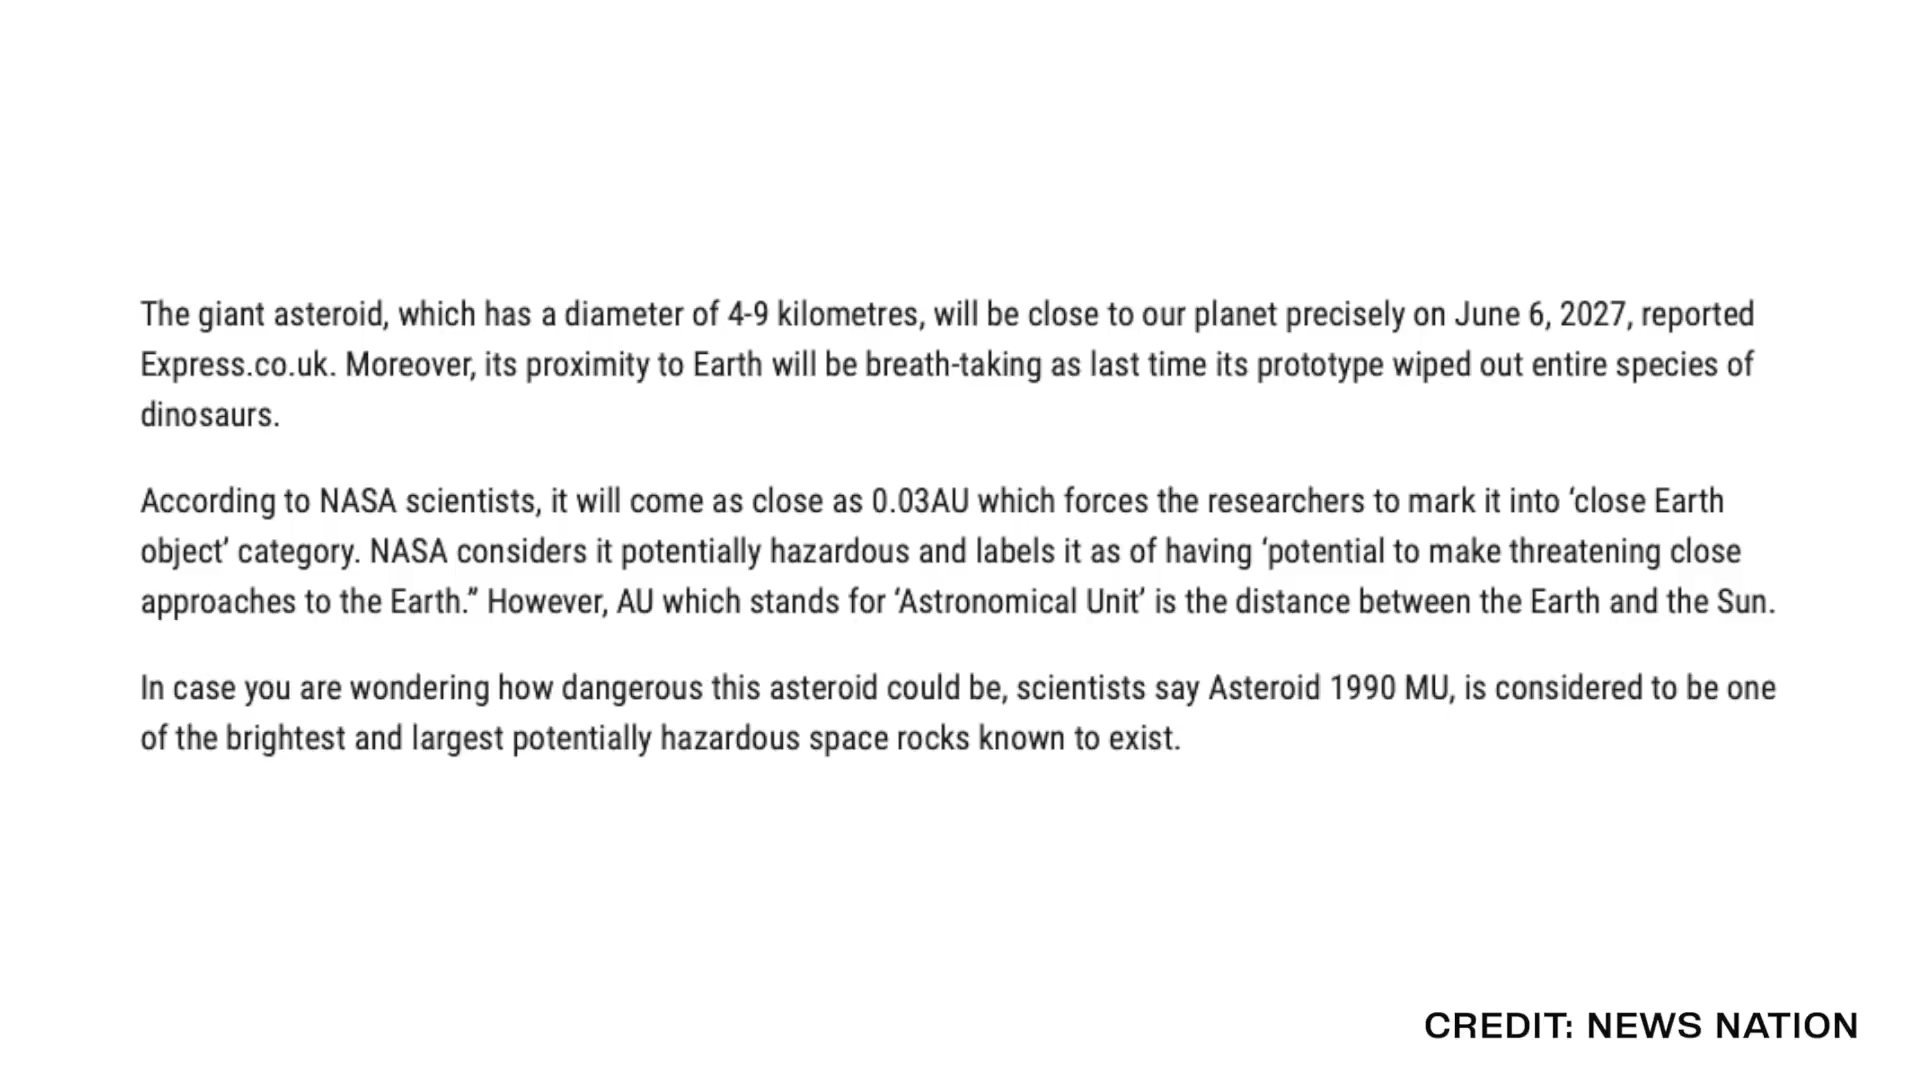 The giant asteroid, which has a diameter of 4-9 kilometres, will be close to our planet precisely on June 6, 2027, reported
Express.co.uk. Moreover, its proximity to Earth will be breath-taking as last time its prototype wiped out entire species of
dinosaurs.
According to NASA scientists, it will come as close as 0.03AU which forces the researchers to mark it into ‘close Earth
object’ category. NASA considers it potentially hazardous and labels it as of having ‘potential to make threatening close
approaches to the Earth.” However, AU which stands for ‘Astronomical Unit’ is the distance between the Earth and the Sun.
In case you are wondering how dangerous this asteroid could be, scientists say Asteroid 1990 MU, is considered to be one
of the brightest and largest potentially hazardous space rocks known to exist.
CREDIT: NEWS NATION